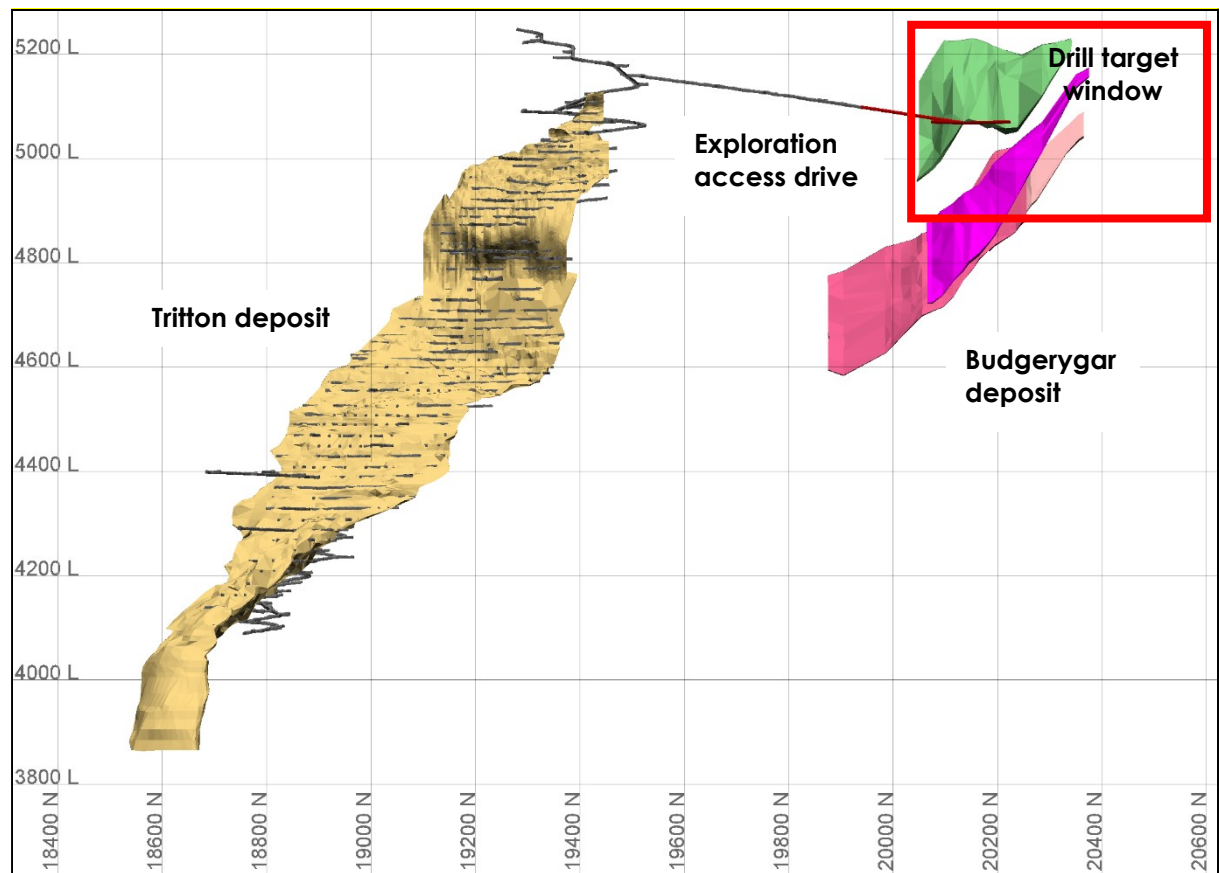 5200 L
Drill target
window
5000 L
Exploration
access drive
4800 L
Tritton deposit
4600 L
Budgerygar
deposit
4400 L
4200 L
4000 L
3800 L
18400 N
18600 N
18800 N
19000 N
19200 N
19400 N
19600 N
19800 N
20000 N
20200 N
20400 N
20600 N